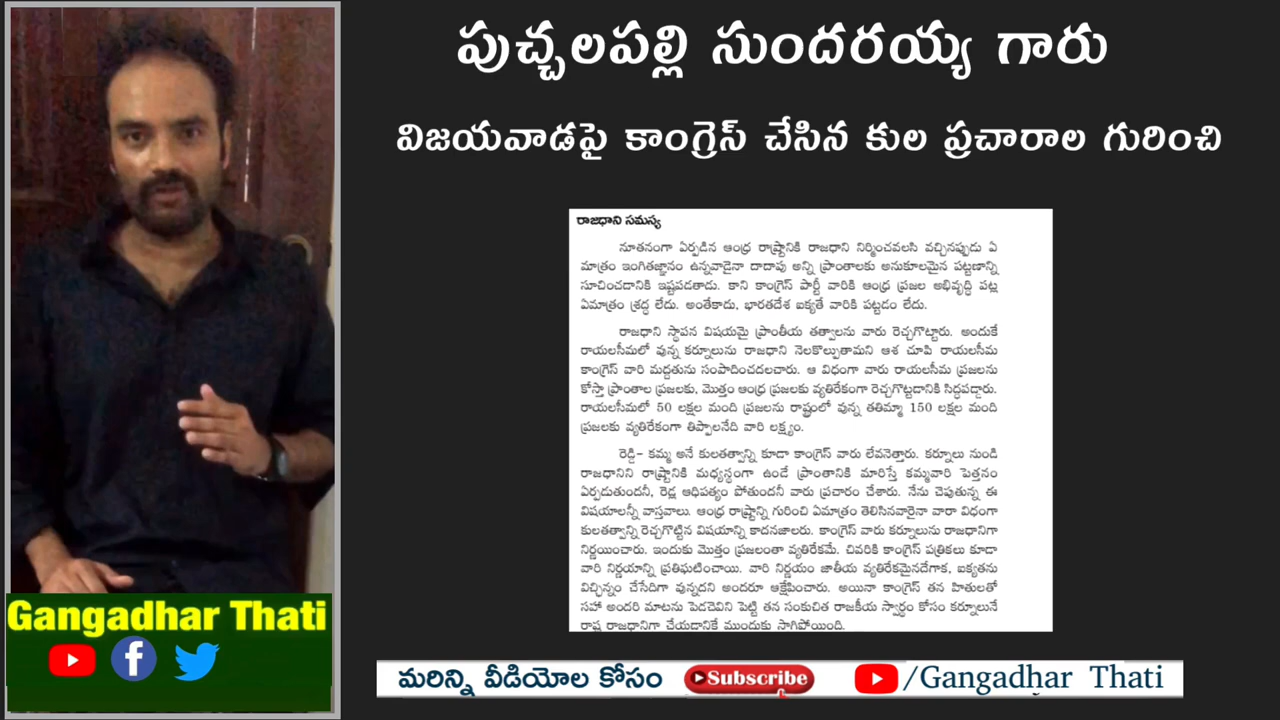 పుచ్చలపల్లి సుందరయ్య గారు
విజయవాడపై కాంగ్రెస్ చేసిన కుల ప్రచారాల గురించి
రాజధాని సమస్య
నూతనంగా ఏర్పడిన ఆంధ్ర రాష్ట్రానికి రాజధాని నిర్మించవలసి వచ్చినప్పుడు ఏ
మాత్రం ఇంగితజ్ఞానం ఉన్నవాడైనా దాదాపు అన్ని ప్రాంతాలకు అనుకూలమైన పట్టణాన్ని
సూచించడానికి ఇష్టపడతాడు. కాని కాంగ్రెస్ పార్టీ వారికి ఆంధ్ర ప్రజల అభివృద్ధి పట్ల
ఏమాత్రం శ్రద్ధ లేదు. అంతేకాదు, భారతదేశ ఐక్యతే వారికి పట్టడం లేదు.
రాజధాని స్థాపన విషయమై ప్రాంతీయ తత్వాలను వారు రెచ్చగొట్టారు. అందుకే
రాయలసీమలో వున్న కర్నూలును రాజధాని నెలకొల్పుతామని ఆశ చూపి రాయలసీమ
కాంగ్రెస్ వారి మద్దతును సంపాదించదలచారు. ఆ విధంగా వారు రాయలసీమ ప్రజలను
కోస్తా ప్రాంతాల ప్రజలకు, మొత్తం ఆంధ్ర ప్రజలకు వ్యతిరేకంగా రెచ్చగొట్టడానికి సిద్ధపడ్డారు.
రాయలసీమలో 50 లక్షల మంది ప్రజలను రాష్ట్రంలో వున్న తతిమ్మా 150 లక్షల మంది
ప్రజలకు వ్యతిరేకంగా తిప్పాలనేది వారి లక్ష్యం.
రెడ్డి- కమ్మ అనే కులతత్వాన్ని కూడా కాంగ్రెస్ వారు లేవనెత్తారు. కర్నూలు నుండి
రాజధానిని రాష్ట్రానికి మధ్యస్థంగా ఉండే ప్రాంతానికి మారిస్తే కమ్మవారి పెత్తనం
ఏర్పడుతుందనీ, రెడ్ల ఆధిపత్యం పోతుందనీ వారు ప్రచారం చేశారు. నేను చెపుతున్న ఈ
విషయాలన్నీ వాస్తవాలు. ఆంధ్ర రాష్ట్రాన్ని గురించి ఏమాత్రం తెలిసినవారైనా వారా విధంగా
కులతత్వాన్ని రెచ్చగొట్టిన విషయాన్ని కాదనజాలరు. కాంగ్రెస్ వారు కర్నూలును రాజధానిగా
నిర్ణయించారు. ఇందుకు మొత్తం ప్రజలంతా వ్యతిరేకమే. చివరికి కాంగ్రెస్ పత్రికలు కూడా
వారి నిర్ణయాన్ని ప్రతిఘటించాయి. వారి నిర్ణయం జాతీయ వ్యతిరేకమైనదేగాక, ఐక్యతను
విచ్ఛిన్నం చేసేదిగా వున్నదని అందరూ ఆక్షేపించారు. అయినా కాంగ్రెస్ తన హితులతో
సహా అందరి మాటను పెడచెవిని పెట్టి తన సంకుచిత రాజకీయ స్వార్థం కోసం కర్నూలునే
రాష్ట్ర రాజధానిగా చేయడానికే ముందుకు సాగిపోయింది.
Gangadhar Thati
మరిన్ని వీడియోల కోసం Subscribe /Gangadhar Thati